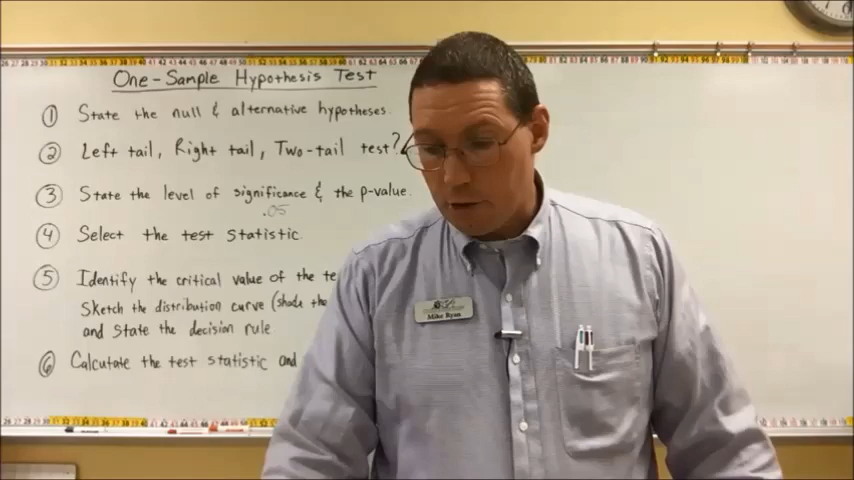 One-Sample Hypothesis Test
① State the null & alternative hypotheses.
② Left tail, Right tail, Two-tail test?
③ State the level of significance & the p-value.
.05
④ Select the test statistic.
⑤ Identify the critical value of the
Sketch the distribution curve (shade the
and state the decision rule.
⑥ Calculate the test statistic and
Mike Ryan